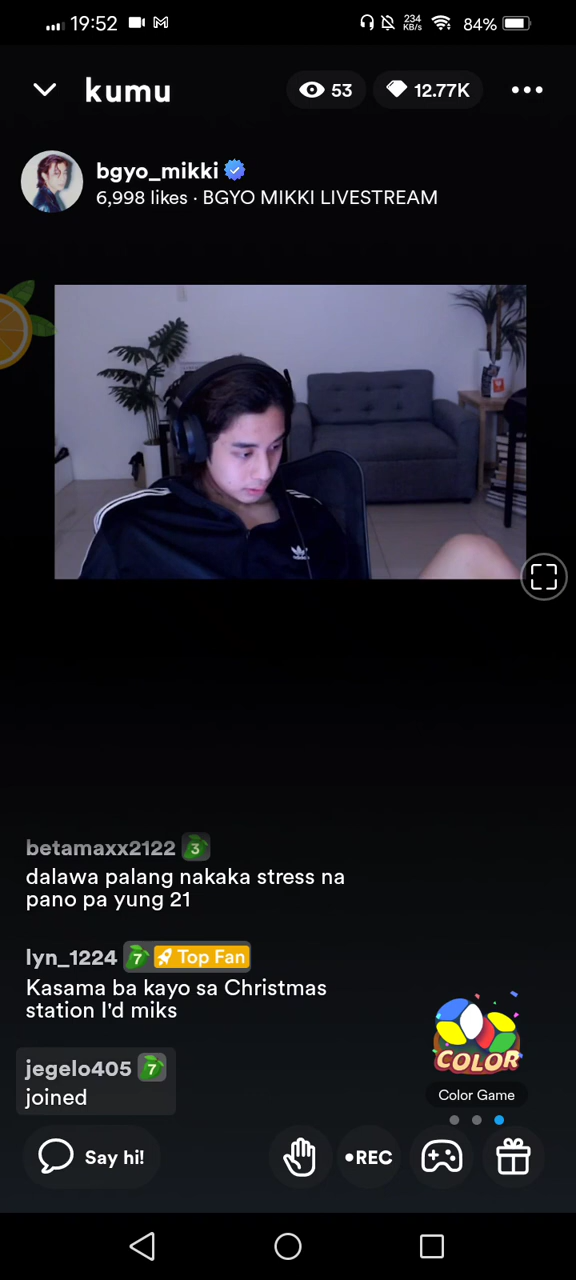 19:52
234
KB/s
84%
kumu
53
12.77K
bgyo_mikki
6,998 likes · BGYO MIKKI LIVESTREAM
betamaxx2122 3
dalawa palang nakaka stress na
pano pa yung 21
lyn_1224 7 Top Fan
Kasama ba kayo sa Christmas
station I'd miks
jegelo405 7
joined
COLOR
Color Game
Say hi!
REC